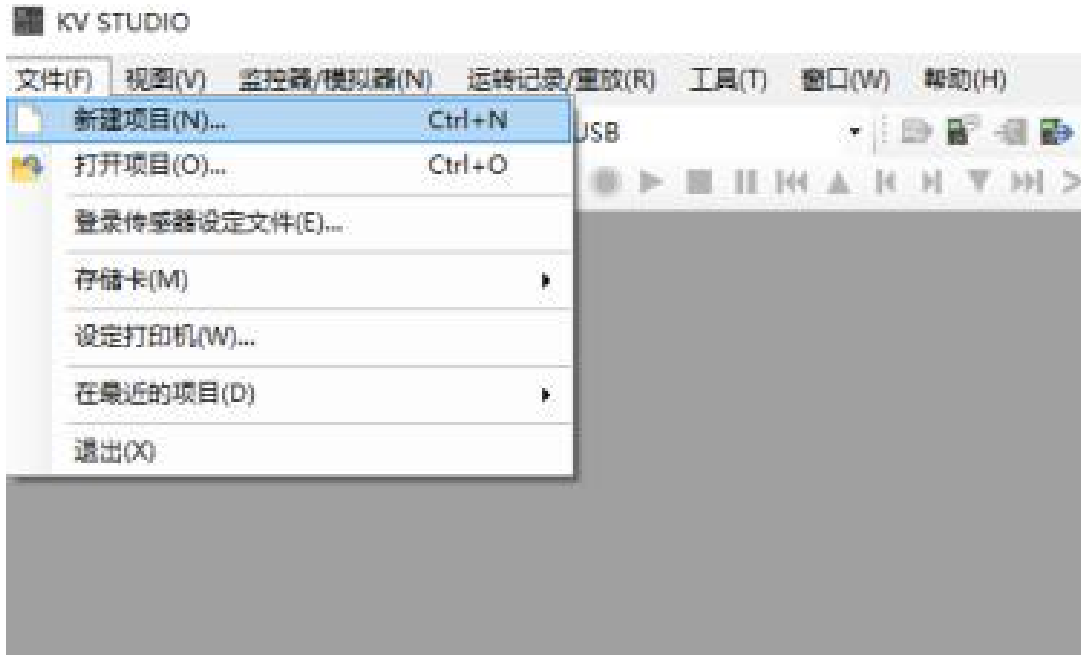 KV STUDIO
文件(F) 视图(V) 监控器/模拟器(N) 运转记录/重放(R) 工具(T) 窗口(W) 帮助(H)
新建项目(N)... Ctrl+N USB
打开项目(O)... Ctrl+O
登录传感器设定文件(E)...
存储卡(M)
设定打印机(W)...
在最近的项目(D)
退出(X)